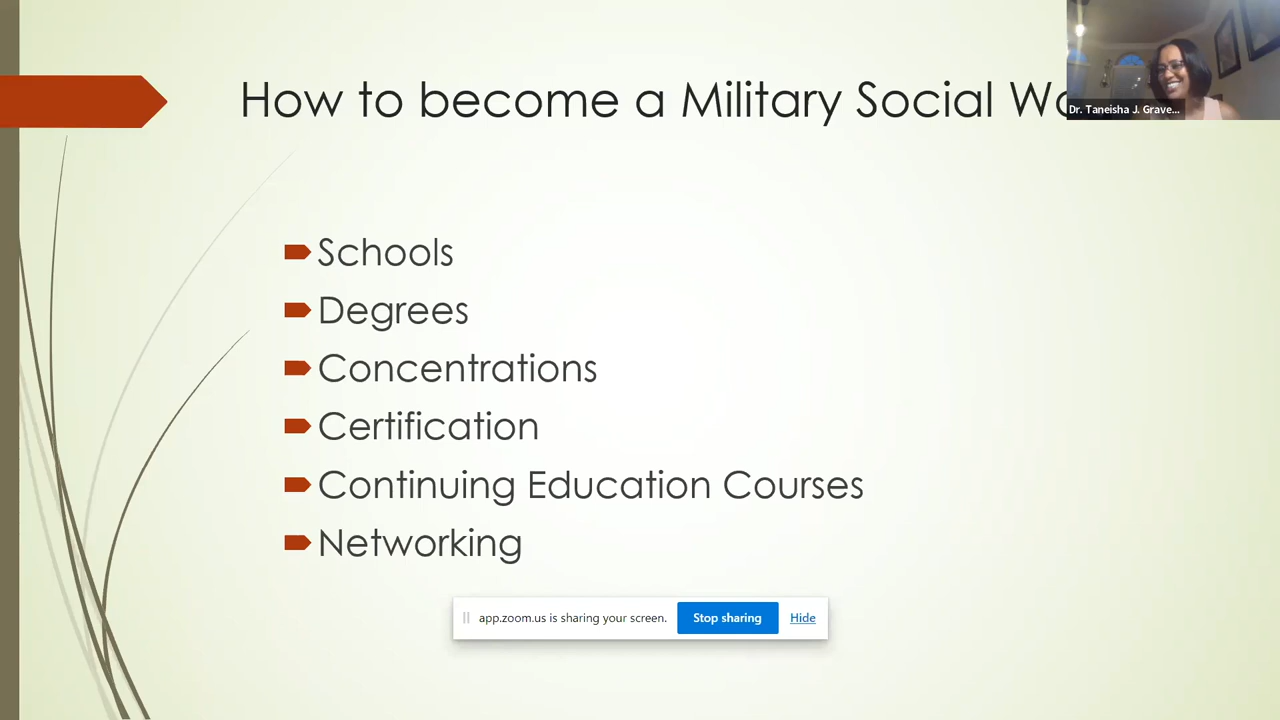 How to become a Military Social Wo
Dr. Taneisha J. Grave...
Schools
Degrees
Concentrations
Certification
Continuing Education Courses
Networking
app.zoom.us is sharing your screen. Stop sharing Hide